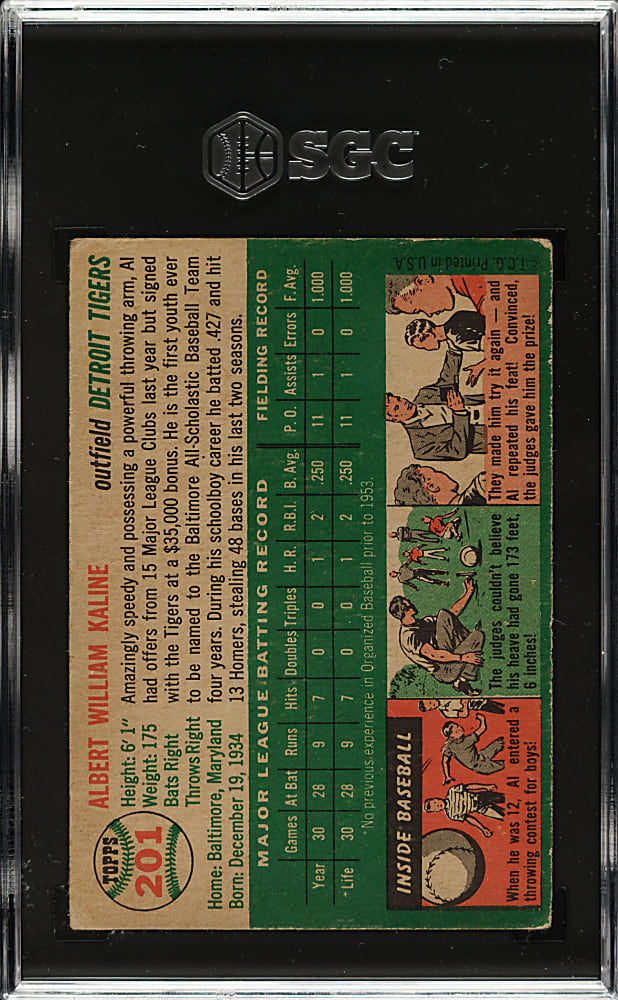 SGC
TOPPS
201
ALBERT WILLIAM KALINE
outfield DETROIT TIGERS
Height: 6' 1"
Weight: 175
Bats Right
Throws Right
Home: Baltimore, Maryland
Born: December 19, 1934
Amazingly speedy and possessing a powerful throwing arm, Al
had offers from 15 Major League Clubs last year but signed
with the Tigers at a $35,000 bonus. He is the first youth ever
to be named to the Baltimore All-Scholastic Baseball Team
four years. During his schoolboy career he batted .427 and hit
13 Homers, stealing 48 bases in his last two seasons.
MAJOR LEAGUE BATTING RECORD FIELDING RECORD
Games At Bat Runs Hits Doubles Triples H.R. R.B.I. B. Avg. P. O. Assists Errors F. Avg.
Year 30 28 9 7 0 0 1 2 .250 11 1 0 1.000
*Life 30 28 9 7 0 0 1 2 .250 11 1 0 1.000
*No previous experience in Organized Baseball prior to 1953.
INSIDE BASEBALL
When he was 12, Al entered a
throwing contest for boys!
The judges couldn't believe
his heave had gone 173 feet,
6 inches!
They made him try it again — and
Al repeated his feat! Convinced,
the judges gave him the prize!
© T.C.G. Printed in U.S.A.